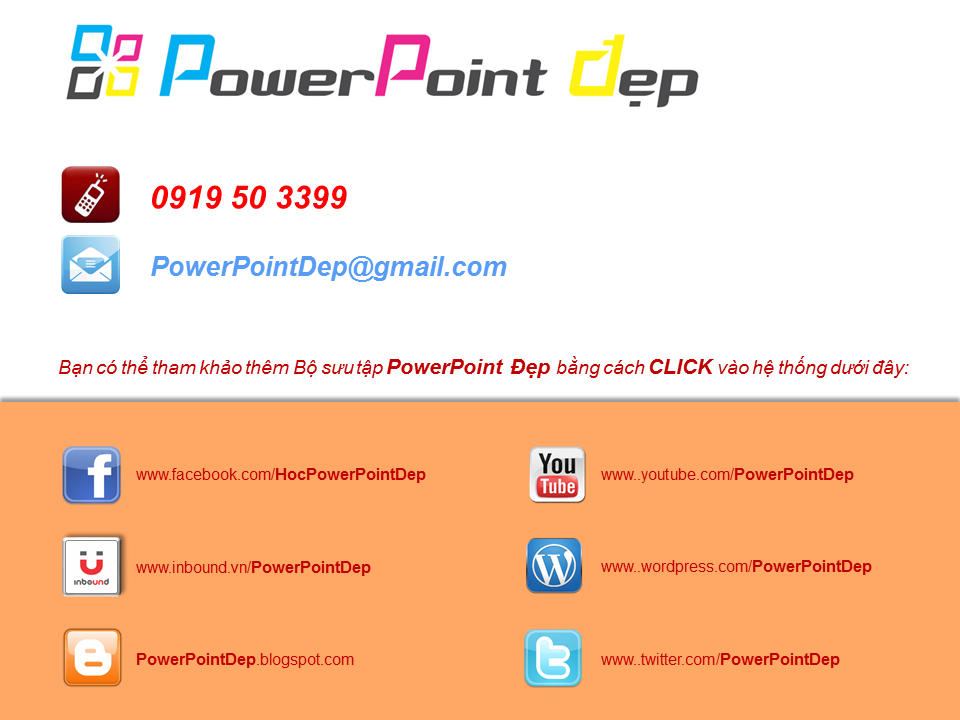 PowerPoint đẹp
0919 50 3399
PowerPointDep@gmail.com
Bạn có thể tham khảo thêm Bộ sưu tập PowerPoint Đẹp bằng cách CLICK vào hệ thống dưới đây:
www.facebook.com/HocPowerPointDep
You Tube
www..youtube.com/PowerPointDep
inbound
www.inbound.vn/PowerPointDep
www..wordpress.com/PowerPointDep
PowerPointDep.blogspot.com
www..twitter.com/PowerPointDep